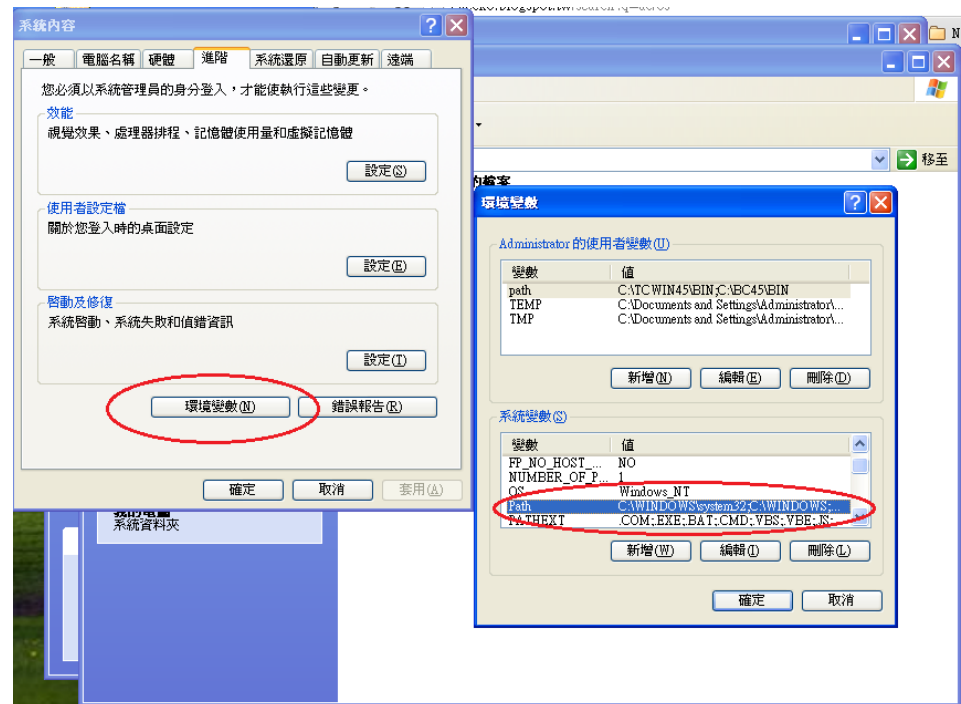 系統內容
一般 電腦名稱 硬體 進階 系統還原 自動更新 遠端
您必須以系統管理員的身分登入，才能使執行這些變更。
效能
視覺效果、處理器排程、記憶體使用量和虛擬記憶體
設定(S)
使用者設定檔
關於您登入時的桌面設定
設定(E)
啟動及修復
系統啟動、系統失敗和偵錯資訊
設定(T)
環境變數(N) 錯誤報告(R)
確定 取消 套用(A)
系統資料夾
N
移至
的檔案
環境變數
Administrator 的使用者變數(U)
變數 值
path C:\TCWIN45\BIN;C:\BC45\BIN
TEMP C:\Documents and Settings\Administrator\...
TMP C:\Documents and Settings\Administrator\...
新增(N) 編輯(E) 刪除(D)
系統變數(S)
變數 值
FP_NO_HOST_... NO
NUMBER_OF_P... 1
OS Windows_NT
Path C:\WINDOWS\system32;C:\WINDOWS;...
PATHEXT .COM;.EXE;.BAT;.CMD;.VBS;.VBE;.JS;...
新增(W) 編輯(I) 刪除(L)
確定 取消